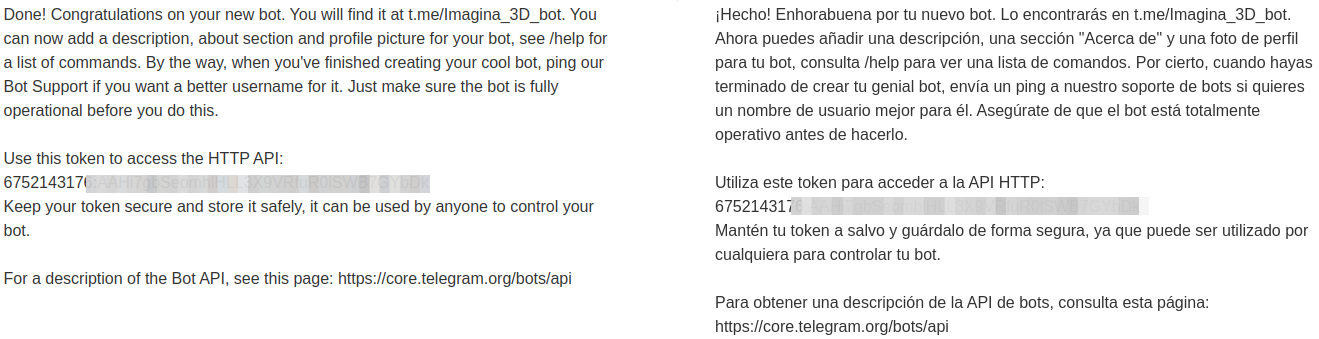 Done! Congratulations on your new bot. You will find it at t.me/Imagina_3D_bot. You
can now add a description, about section and profile picture for your bot, see /help for
a list of commands. By the way, when you've finished creating your cool bot, ping our
Bot Support if you want a better username for it. Just make sure the bot is fully
operational before you do this.
Use this token to access the HTTP API:
Keep your token secure and store it safely, it can be used by anyone to control your
bot.
For a description of the Bot API, see this page: https://core.telegram.org/bots/api
¡Hecho! Enhorabuena por tu nuevo bot. Lo encontrarás en t.me/Imagina_3D_bot.
Ahora puedes añadir una descripción, una sección "Acerca de" y una foto de perfil
para tu bot, consulta /help para ver una lista de comandos. Por cierto, cuando hayas
terminado de crear tu genial bot, envía un ping a nuestro soporte de bots si quieres
un nombre de usuario mejor para él. Asegúrate de que el bot está totalmente
operativo antes de hacerlo.
Utiliza este token para acceder a la API HTTP:
Mantén tu token a salvo y guárdalo de forma segura, ya que puede ser utilizado por
cualquiera para controlar tu bot.
Para obtener una descripción de la API de bots, consulta esta página:
https://core.telegram.org/bots/api